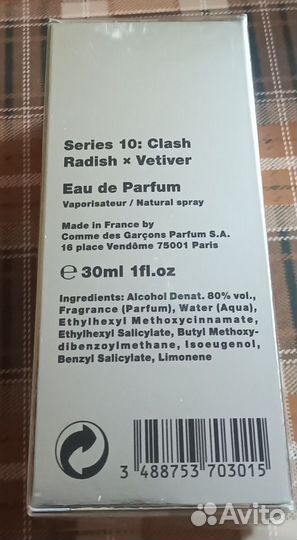 Series 10: Clash
Radish × Vetiver
Eau de Parfum
Vaporisateur / Natural spray
Made in France by
Comme des Garçons Parfum S.A.
16 place Vendôme 75001 Paris
℮ 30ml 1fl.oz
Ingredients: Alcohol Denat. 80% vol.,
Fragrance (Parfum), Water (Aqua),
Ethylhexyl Methoxycinnamate,
Ethylhexyl Salicylate, Butyl Methoxy-
dibenzoylmethane, Isoeugenol,
Benzyl Salicylate, Limonene
3 488753 703015
Avito